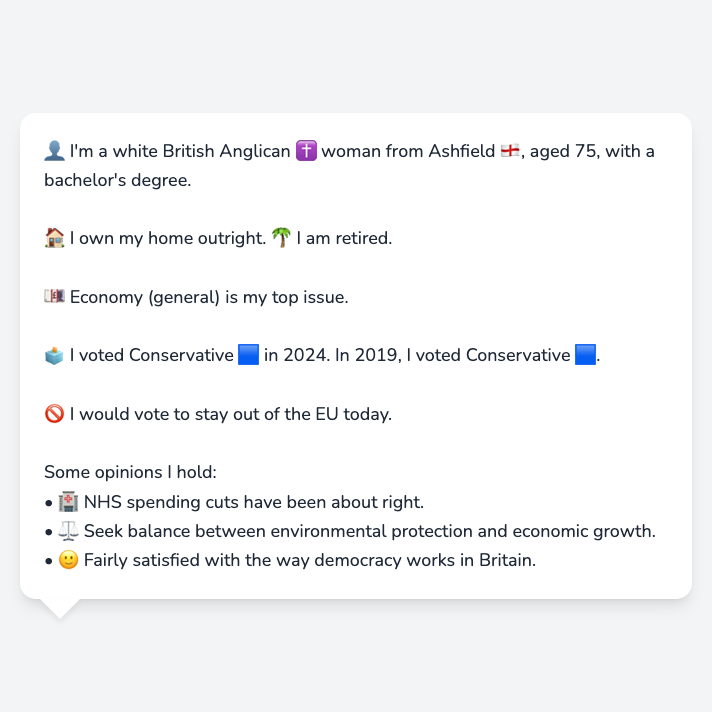 👤 I'm a white British Anglican ✝️ woman from Ashfield 🏴󠁧󠁢󠁥󠁮󠁧󠁿, aged 75, with a
bachelor's degree.
🏠 I own my home outright. 🌴 I am retired.
💷 Economy (general) is my top issue.
🗳️ I voted Conservative 🟦 in 2024. In 2019, I voted Conservative 🟦.
🚫 I would vote to stay out of the EU today.
Some opinions I hold:
• 🏥 NHS spending cuts have been about right.
• ⚖️ Seek balance between environmental protection and economic growth.
• 🙂 Fairly satisfied with the way democracy works in Britain.